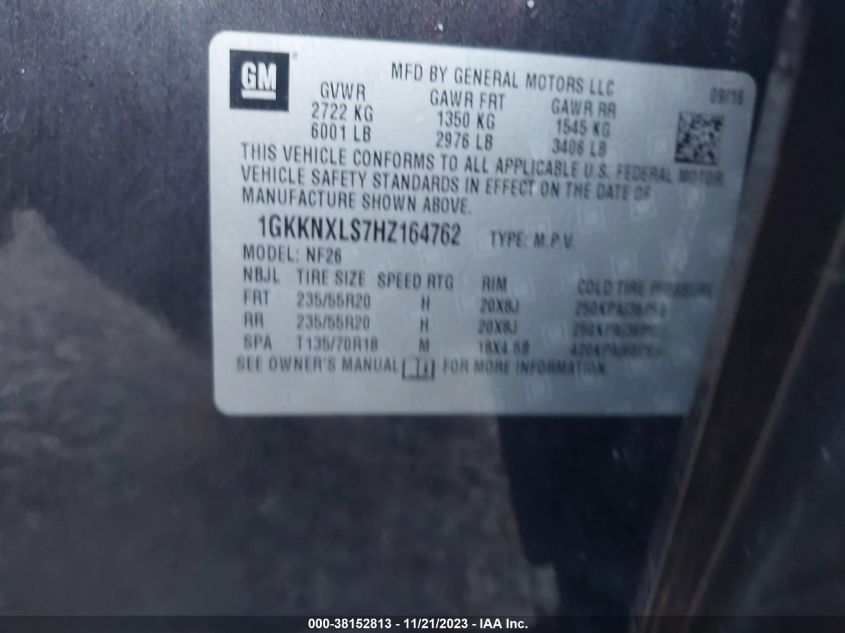 GM
MFD BY GENERAL MOTORS LLC
09/16
GVWR GAWR FRT GAWR RR
2722 KG 1350 KG 1545 KG
6001 LB 2976 LB 3406 LB
THIS VEHICLE CONFORMS TO ALL APPLICABLE U.S. FEDERAL MOTOR
VEHICLE SAFETY STANDARDS IN EFFECT ON THE DATE OF
MANUFACTURE SHOWN ABOVE.
1GKKNXLS7HZ164762 TYPE: M.P.V.
MODEL: NF26
NBJL TIRE SIZE SPEED RTG RIM COLD TIRE PRESSURE
FRT 235/55R20 H 20X8J
RR 235/55R20 H 20X8J
SPA T135/70R18 M
SEE OWNER'S MANUAL FOR MORE INFORMATION
000-38152813 - 11/21/2023 - IAA Inc.